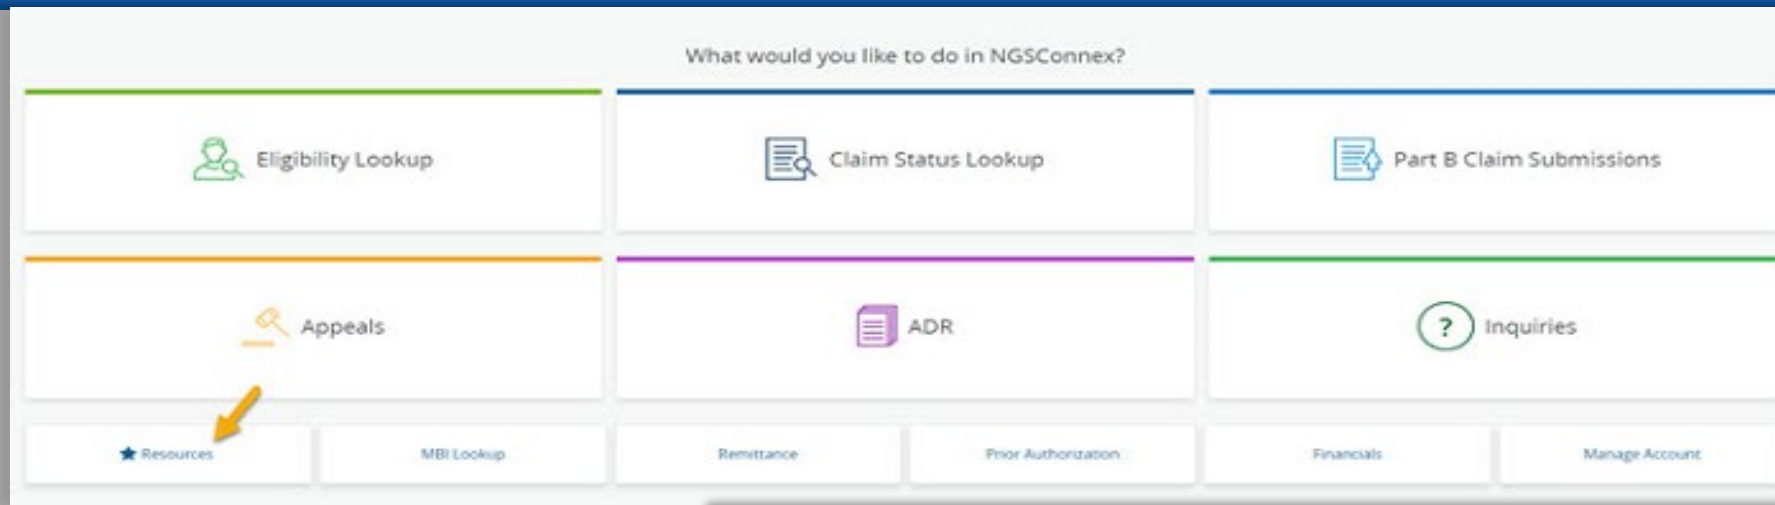 What would you like to do in NGSConnex?
Eligibility Lookup
Claim Status Lookup
Part B Claim Submissions
Appeals
ADR
? Inquiries
Resources
MBI Lookup
Remittance
Prior Authorization
Financials
Manage Account